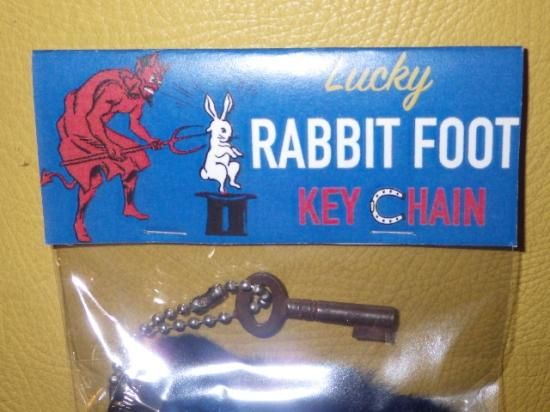 Lucky
RABBIT FOOT
KEY CHAIN